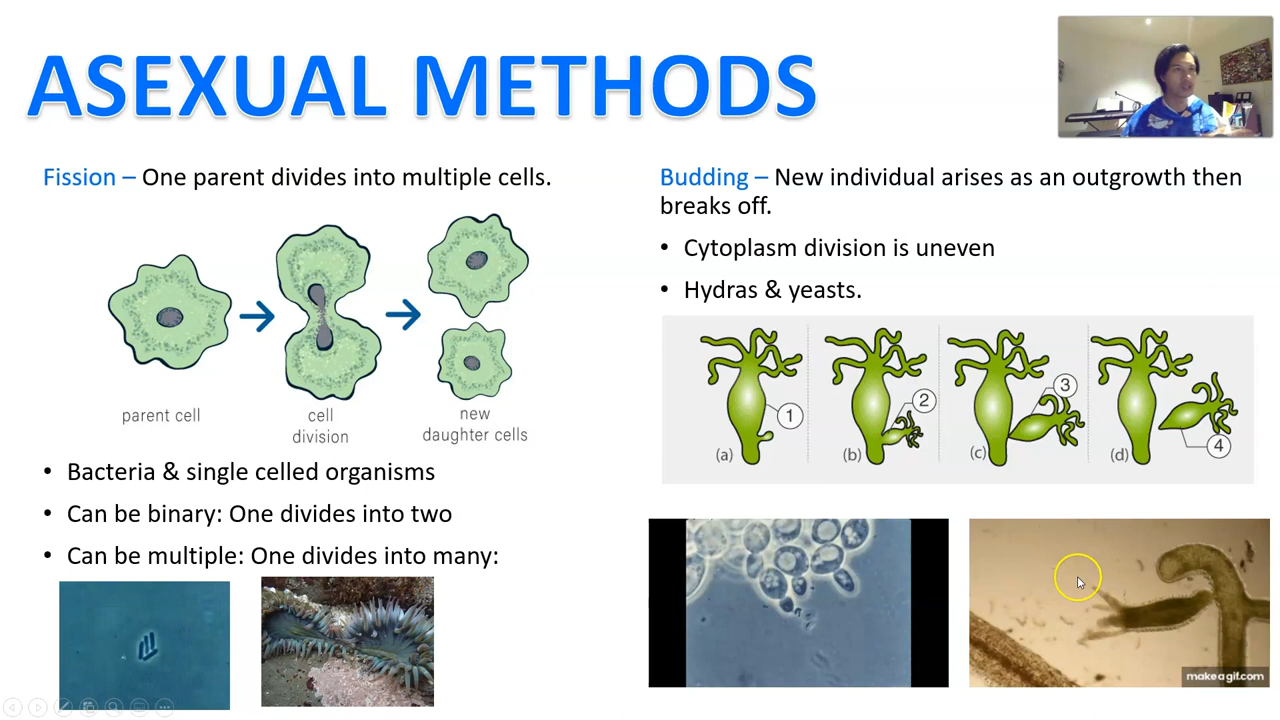 ASEXUAL METHODS
Fission – One parent divides into multiple cells.
parent cell
cell
division
new
daughter cells
• Bacteria & single celled organisms
• Can be binary: One divides into two
• Can be multiple: One divides into many:
Budding – New individual arises as an outgrowth then
breaks off.
• Cytoplasm division is uneven
• Hydras & yeasts.
1
2
3
4
(a)
(b)
(c)
(d)
makeagif.com